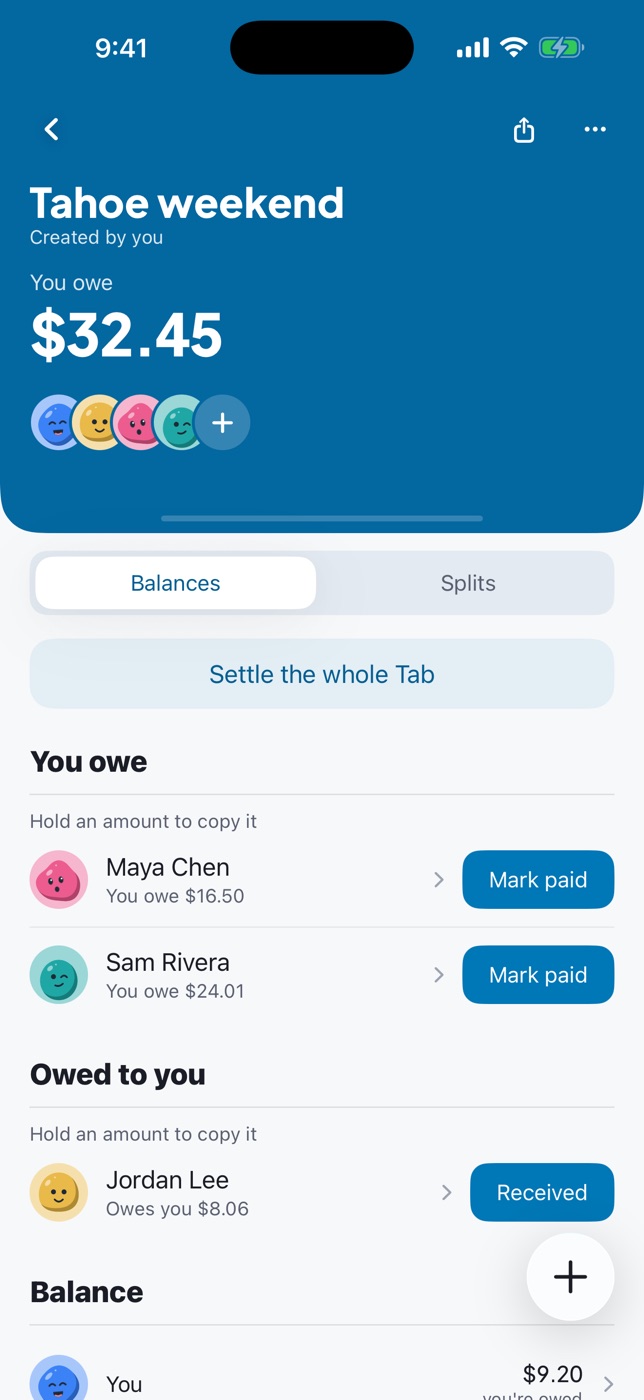 9:41
Tahoe weekend
Created by you
You owe
$32.45
Balances
Splits
Settle the whole Tab
You owe
Hold an amount to copy it
Maya Chen
You owe $16.50
Mark paid
Sam Rivera
You owe $24.01
Mark paid
Owed to you
Hold an amount to copy it
Jordan Lee
Owes you $8.06
Received
Balance
You
$9.20
you're owed